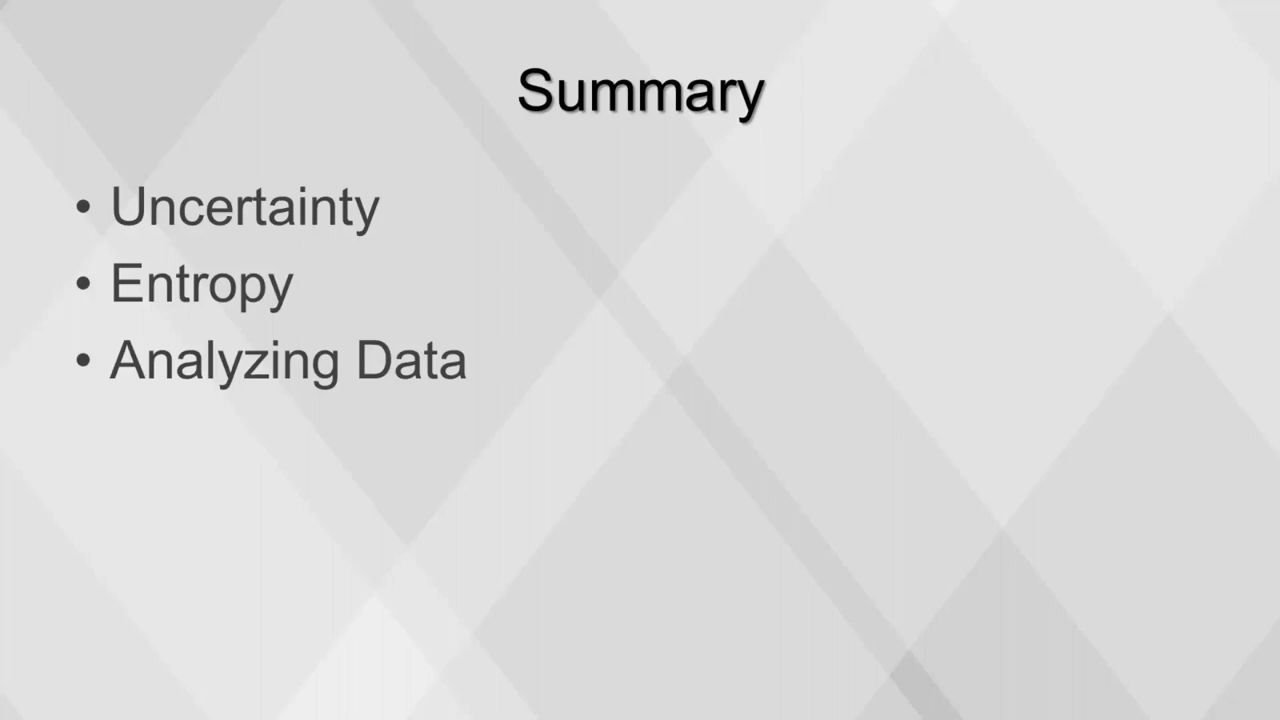 Summary
• Uncertainty
• Entropy
• Analyzing Data